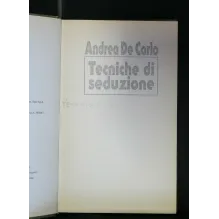 Andrea De Carlo
Tecniche di
seduzione